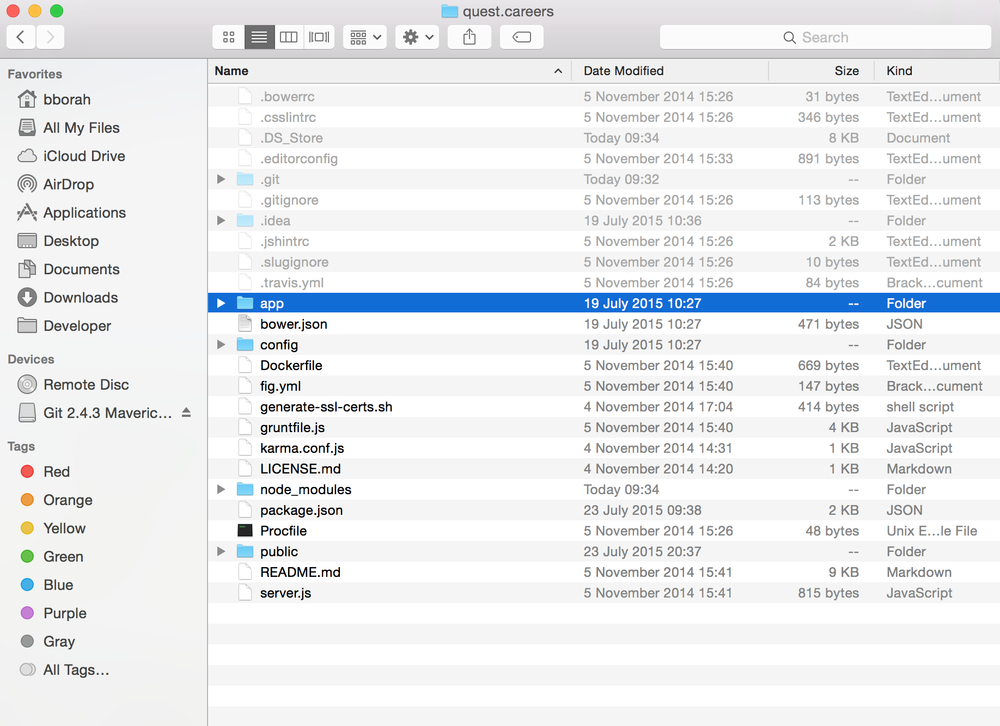 quest.careers
Search
Favorites
bborah
All My Files
iCloud Drive
AirDrop
Applications
Desktop
Documents
Downloads
Developer
Devices
Remote Disc
Git 2.4.3 Maveric...
Tags
Red
Orange
Yellow
Green
Blue
Purple
Gray
All Tags...
Name Date Modified Size Kind
.bowerrc 5 November 2014 15:26 31 bytes TextEd...ument
.csslintrc 5 November 2014 15:26 346 bytes TextEd...ument
.DS_Store Today 09:34 8 KB Document
.editorconfig 5 November 2014 15:33 891 bytes TextEd...ument
.git Today 09:32 -- Folder
.gitignore 5 November 2014 15:26 113 bytes TextEd...ument
.idea 19 July 2015 10:36 -- Folder
.jshintrc 5 November 2014 15:26 2 KB TextEd...ument
.slugignore 5 November 2014 15:26 10 bytes TextEd...ument
.travis.yml 5 November 2014 15:26 84 bytes Brack...cument
app 19 July 2015 10:27 -- Folder
bower.json 19 July 2015 10:27 471 bytes JSON
config 19 July 2015 10:27 -- Folder
Dockerfile 5 November 2014 15:40 669 bytes TextEd...ument
fig.yml 5 November 2014 15:40 147 bytes Brack...cument
generate-ssl-certs.sh 4 November 2014 17:04 414 bytes shell script
gruntfile.js 5 November 2014 15:40 4 KB JavaScript
karma.conf.js 4 November 2014 14:31 1 KB JavaScript
LICENSE.md 4 November 2014 14:20 1 KB Markdown
node_modules Today 09:34 -- Folder
package.json 23 July 2015 09:38 2 KB JSON
Procfile 5 November 2014 15:26 48 bytes Unix E...le File
public 23 July 2015 20:37 -- Folder
README.md 5 November 2014 15:41 9 KB Markdown
server.js 5 November 2014 15:41 815 bytes JavaScript